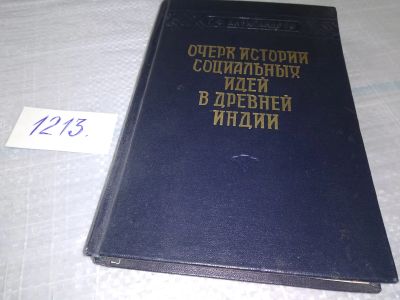 ОЧЕРК ИСТОРИИ
СОЦИАЛЬНЫХ
ИДЕЙ
В ДРЕВНЕЙ
ИНДИИ
1213.